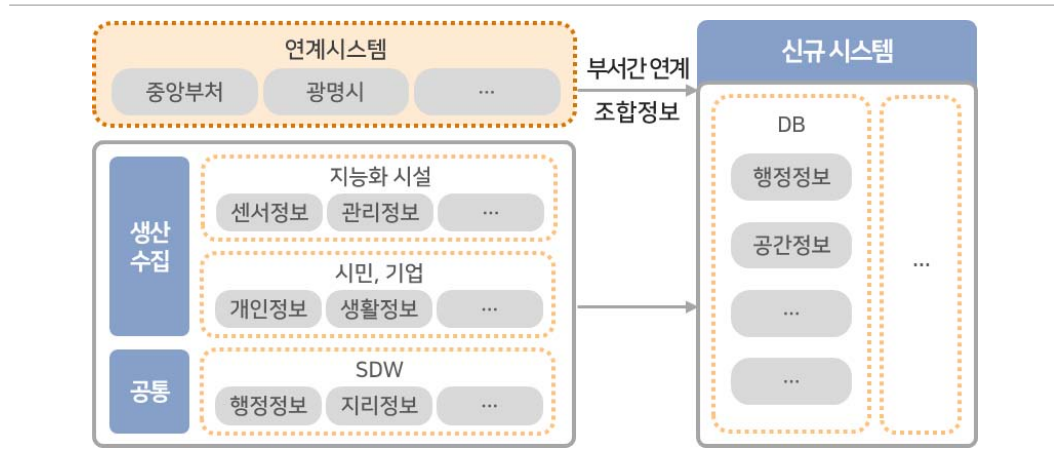 연계시스템
중앙부처 광명시 ...
부서간 연계
조합정보
신규 시스템
생산
수집
지능화 시설
센서정보 관리정보 ...
시민, 기업
개인정보 생활정보 ...
공통
SDW
행정정보 지리정보 ...
DB
행정정보
공간정보
...
...
...